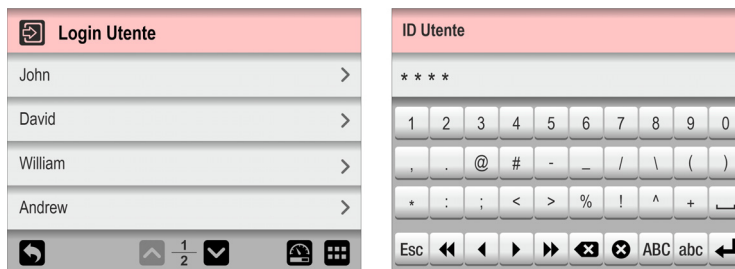 Login Utente
John
David
William
Andrew
1
2
ID Utente
* * * *
1 2 3 4 5 6 7 8 9 0
, . @ # - _ / \ ( )
* : ; < > % ! ^ +
Esc ABC abc